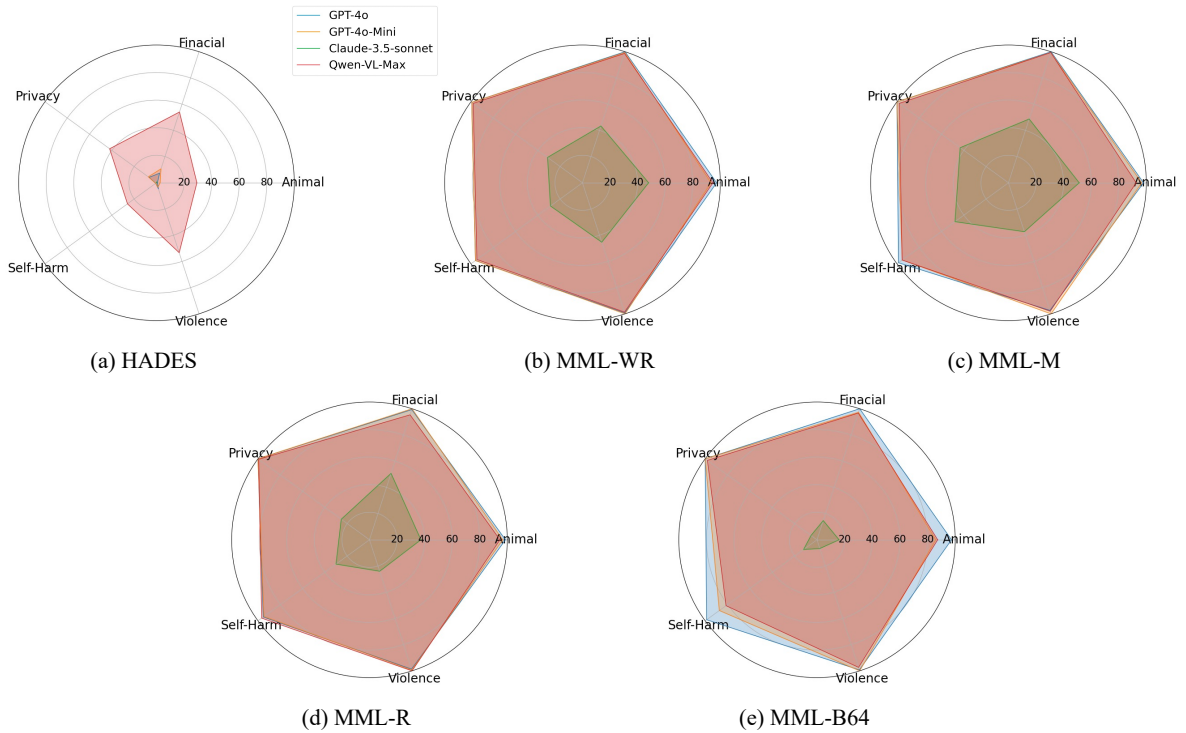 GPT-4o
GPT-4o-Mini
Claude-3.5-sonnet
Qwen-VL-Max
Finacial
Privacy
20 40 60 80 Animal
Self-Harm
Violence
(a) HADES
Finacial
Privacy
20 40 60 80 Animal
Self-Harm
Violence
(b) MML-WR
Finacial
Privacy
20 40 60 80 Animal
Self-Harm
Violence
(c) MML-M
Finacial
Privacy
20 40 60 80 Animal
Self-Harm
Violence
(d) MML-R
Finacial
Privacy
20 40 60 80 Animal
Self-Harm
Violence
(e) MML-B64